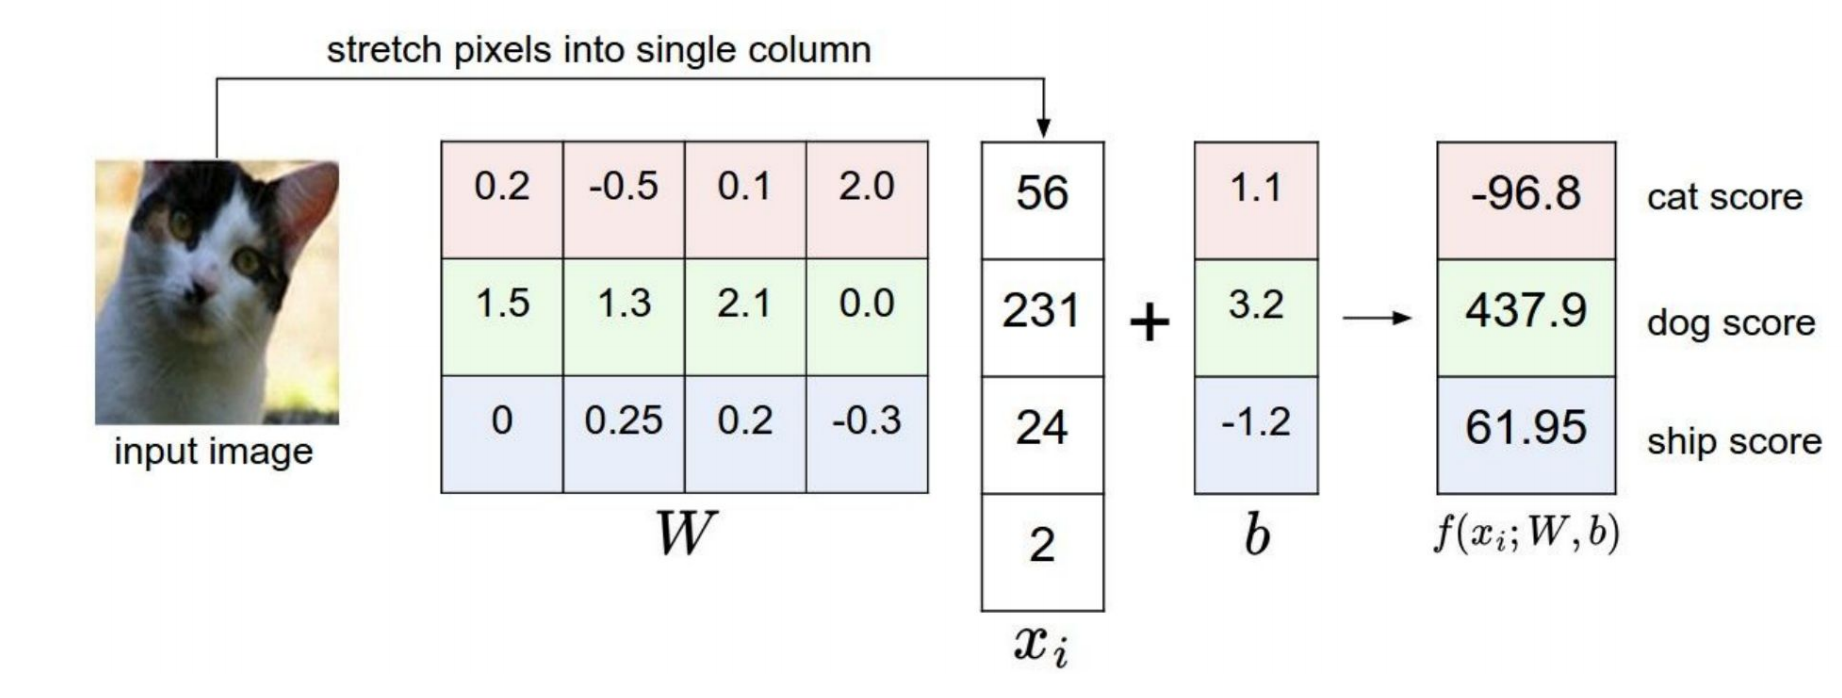 stretch pixels into single column
0.2 -0.5 0.1 2.0 56 1.1 -96.8 cat score
1.5 1.3 2.1 0.0 231 + 3.2 437.9 dog score
0 0.25 0.2 -0.3 24 -1.2 61.95 ship score
input image
W 2 b f(x_i; W, b)
x_i